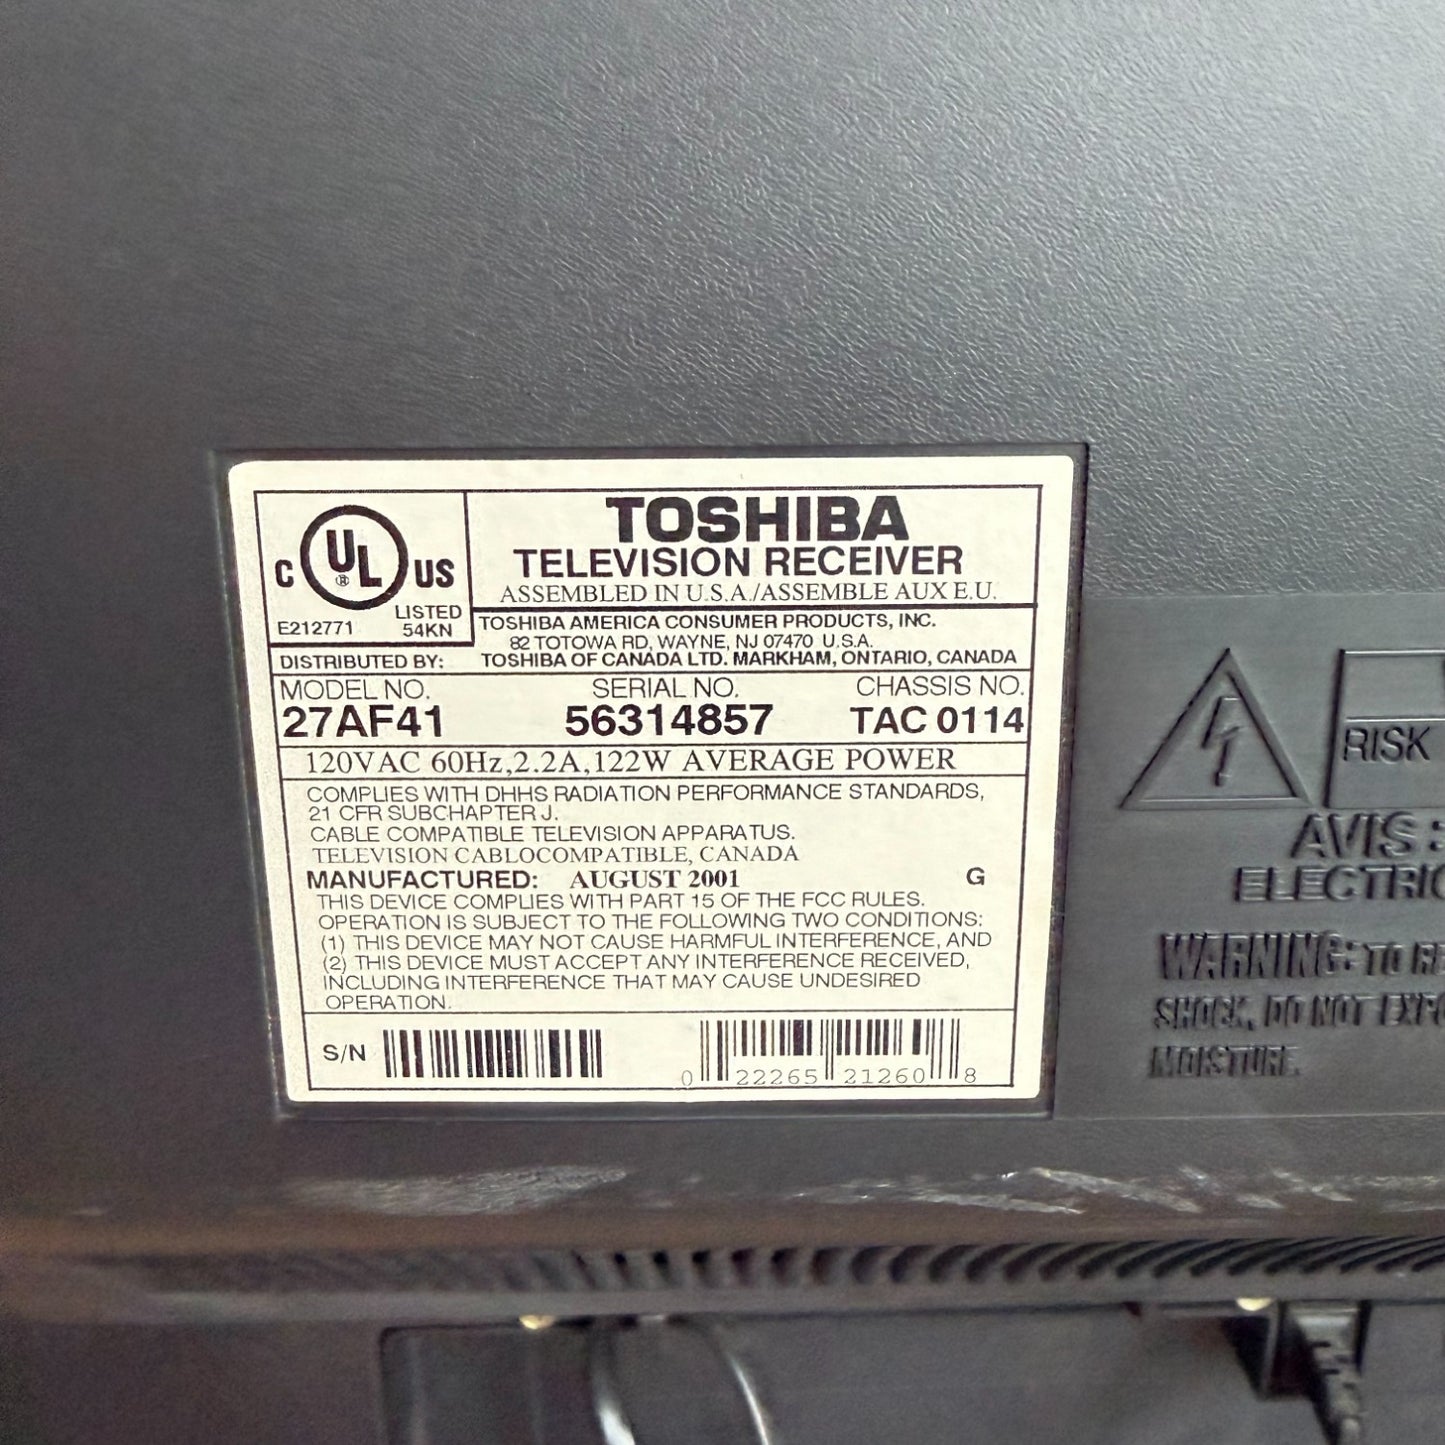 C UL ® US
LISTED
E212771 54KN
TOSHIBA
TELEVISION RECEIVER
ASSEMBLED IN U.S.A./ASSEMBLE AUX E.U.
TOSHIBA AMERICA CONSUMER PRODUCTS, INC.
82 TOTOWA RD, WAYNE, NJ 07470 U.S.A.
DISTRIBUTED BY: TOSHIBA OF CANADA LTD. MARKHAM, ONTARIO, CANADA
MODEL NO. SERIAL NO. CHASSIS NO.
27AF41 56314857 TAC 0114
120VAC 60Hz,2.2A,122W AVERAGE POWER
COMPLIES WITH DHHS RADIATION PERFORMANCE STANDARDS,
21 CFR SUBCHAPTER J.
CABLE COMPATIBLE TELEVISION APPARATUS.
TELEVISION CABLOCOMPATIBLE, CANADA
MANUFACTURED: AUGUST 2001 G
THIS DEVICE COMPLIES WITH PART 15 OF THE FCC RULES.
OPERATION IS SUBJECT TO THE FOLLOWING TWO CONDITIONS:
(1) THIS DEVICE MAY NOT CAUSE HARMFUL INTERFERENCE, AND
(2) THIS DEVICE MUST ACCEPT ANY INTERFERENCE RECEIVED,
INCLUDING INTERFERENCE THAT MAY CAUSE UNDESIRED
OPERATION.
S/N 0 22265 21260 8
RISK
AVIS:
ELECTRIC
WARNING: TO RE
SHOCK, DO NOT EXPO
MOISTURE.